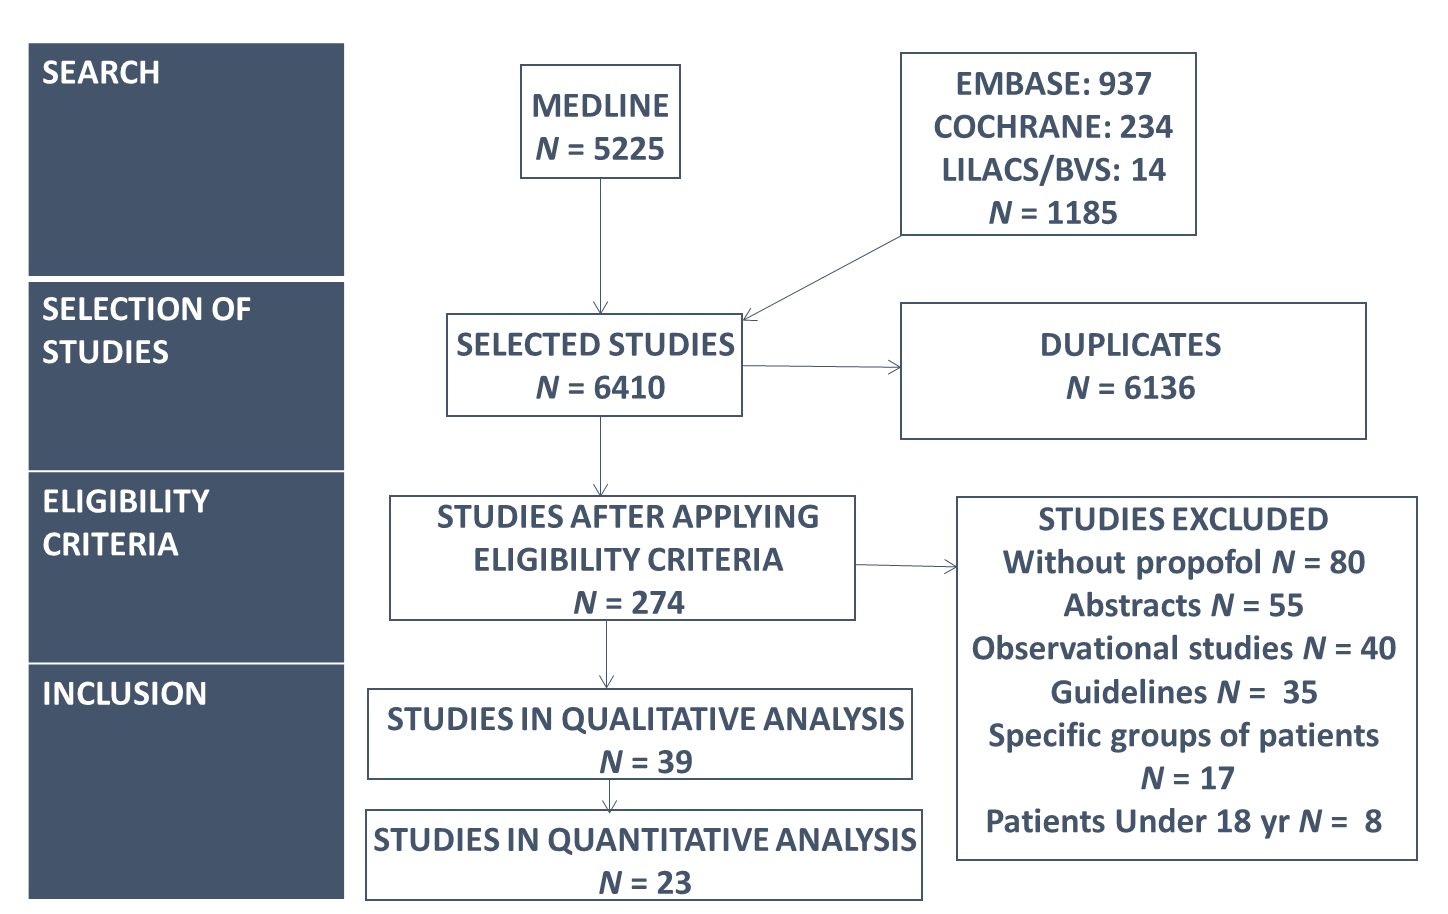 SEARCH
MEDLINE
N = 5225
EMBASE: 937
COCHRANE: 234
LILACS/BVS: 14
N = 1185
SELECTION OF
STUDIES
SELECTED STUDIES
N = 6410
DUPLICATES
N = 6136
ELIGIBILITY
CRITERIA
STUDIES AFTER APPLYING
ELIGIBILITY CRITERIA
N = 274
STUDIES EXCLUDED
Without propofol N = 80
Abstracts N = 55
Observational studies N = 40
Guidelines N =  35
Specific groups of patients
N = 17
Patients Under 18 yr N =  8
INCLUSION
STUDIES IN QUALITATIVE ANALYSIS
N = 39
STUDIES IN QUANTITATIVE ANALYSIS
N = 23